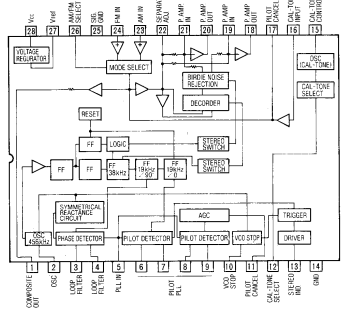 Vcc
Vref
AM/FM SELECT
SIG. GND
FM IN
AM IN
SEPARA ADJ
P.AMP IN
P.AMP OUT
P.AMP IN
P.AMP OUT
PILOT CANCEL
CAL-TONE INPUT
CONTROL
28 27 26 25 24 23 22 21 20 19 18 17 16 15
VOLTAGE REGURATOR
MODE SELECT
BIRDIE NOISE REJECTION
DECORDER
OSC (CAL-TONE)
CAL-TONE SELECT
RESET
FF
LOGIC
STEREO SWITCH
FF
FF
FF 38kHz
FF 19kHz 90
FF 19kHz 0
STEREO SWITCH
SYMMETRICAL REACTANCE CIRCUIT
AGC
TRIGGER
OSC 456kHz
PHASE DETECTOR
PILOT DETECTOR
PILOT DETECTOR
VCO STOP
DRIVER
1 2 3 4 5 6 7 8 9 10 11 12 13 14
COMPOSITE OUT
OSC
LOOP FILTER
LOOP FILTER
PLL IN
PILOT PLL
VCO STOP
PILOT CANCEL
CAL-TONE SELECT
STEREO IND
GND